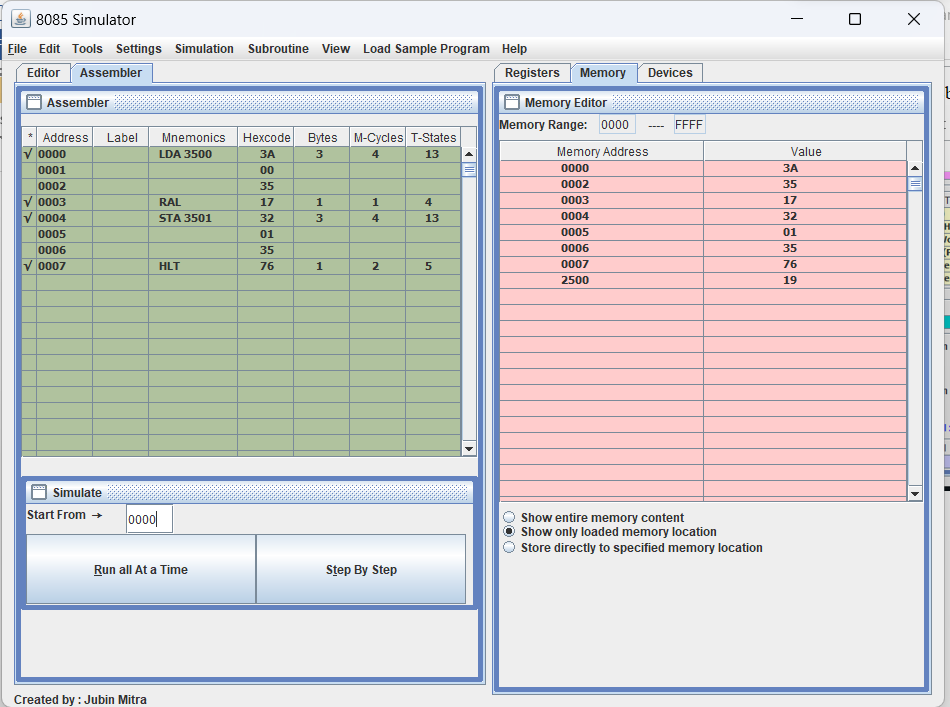 8085 Simulator
File Edit Tools Settings Simulation Subroutine View Load Sample Program Help
Editor Assembler
Assembler
* Address Label Mnemonics Hexcode Bytes M-Cycles T-States
√ 0000 LDA 3500 3A 3 4 13
0001 00
0002 35
√ 0003 RAL 17 1 1 4
√ 0004 STA 3501 32 3 4 13
0005 01
0006 35
√ 0007 HLT 76 1 2 5
Simulate
Start From → 0000
Run all At a Time Step By Step
Registers Memory Devices
Memory Editor
Memory Range: 0000 ---- FFFF
Memory Address Value
0000 3A
0002 35
0003 17
0004 32
0005 01
0006 35
0007 76
2500 19
Show entire memory content
Show only loaded memory location
Store directly to specified memory location
Created by : Jubin Mitra